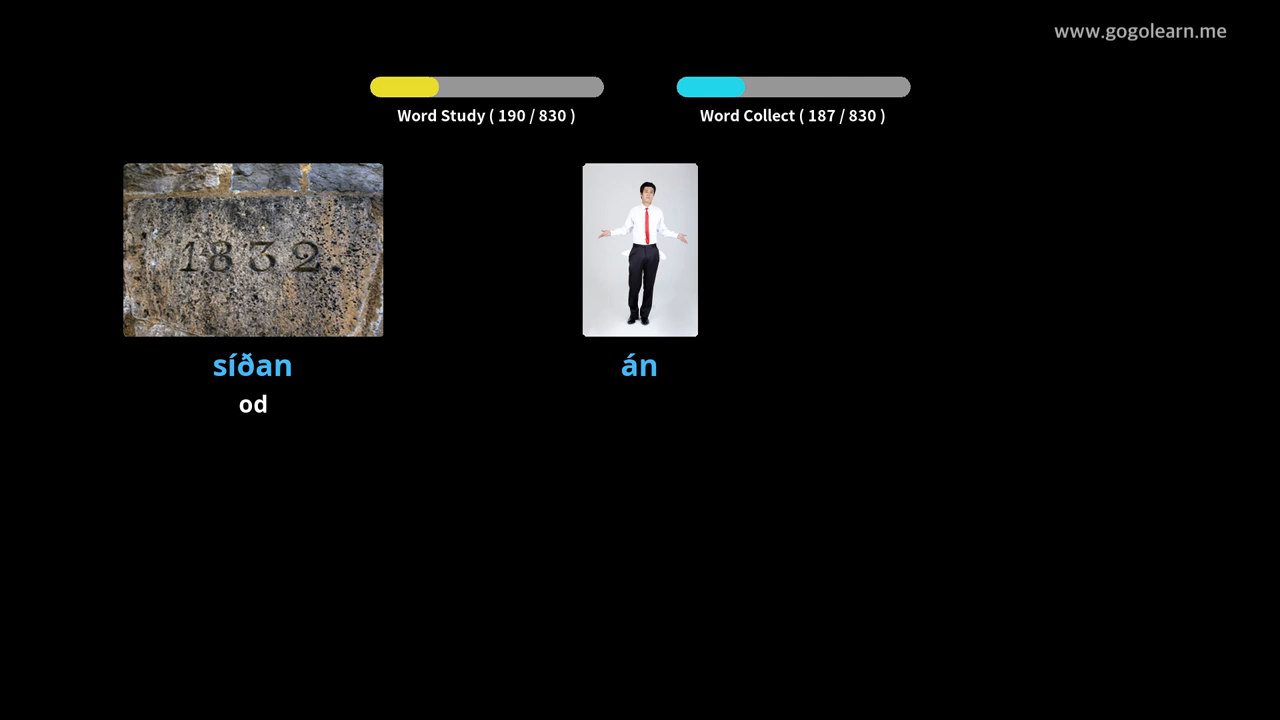 www.gogolearn.me
Word Study ( 190 / 830 )
Word Collect ( 187 / 830 )
1832.
síðan
án
od